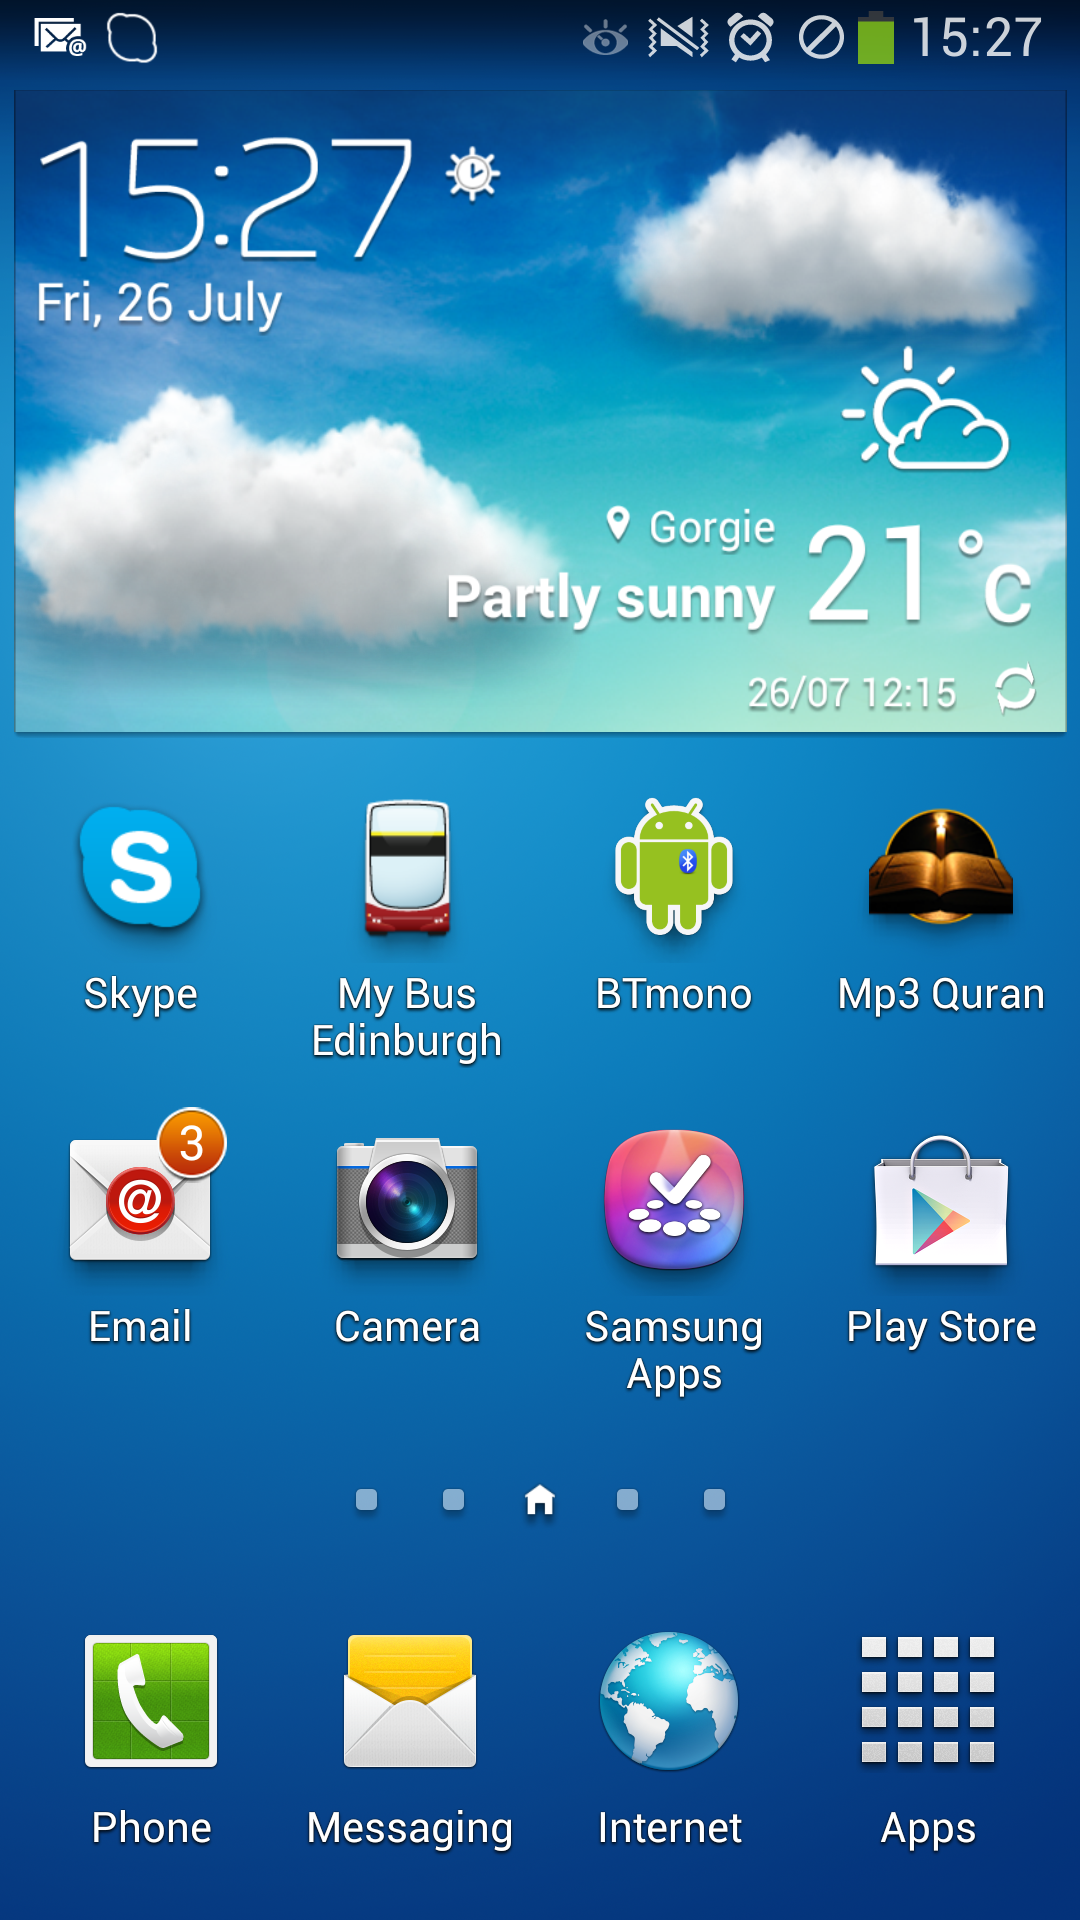 15:27
15:27
Fri, 26 July
Gorgie
Partly sunny
21°c
26/07 12:15
S
Skype
My Bus
Edinburgh
BTmono
Mp3 Quran
3
@
Email
Camera
Samsung
Apps
Play Store
Phone
Messaging
Internet
Apps